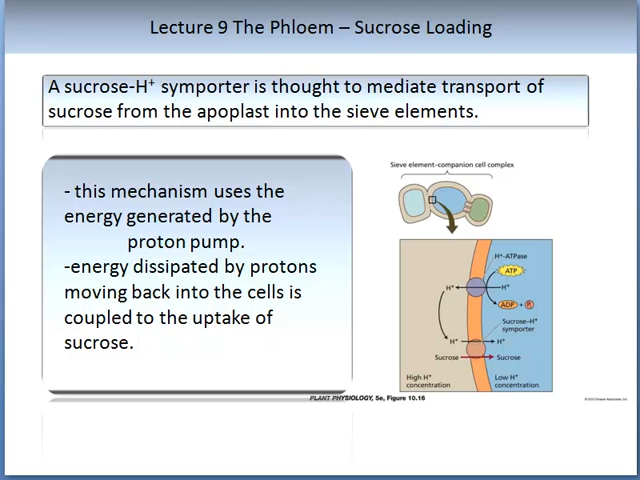 Lecture 9 The Phloem – Sucrose Loading
A sucrose-H⁺ symporter is thought to mediate transport of
sucrose from the apoplast into the sieve elements.
- this mechanism uses the
energy generated by the
proton pump.
-energy dissipated by protons
moving back into the cells is
coupled to the uptake of
sucrose.
Sieve element–companion cell complex
H⁺-ATPase
ATP
H⁺
H⁺
ADP + Pᵢ
Sucrose–H⁺
symporter
H⁺
H⁺
Sucrose
Sucrose
High H⁺
concentration
Low H⁺
concentration
PLANT PHYSIOLOGY, 5e, Figure 10.16